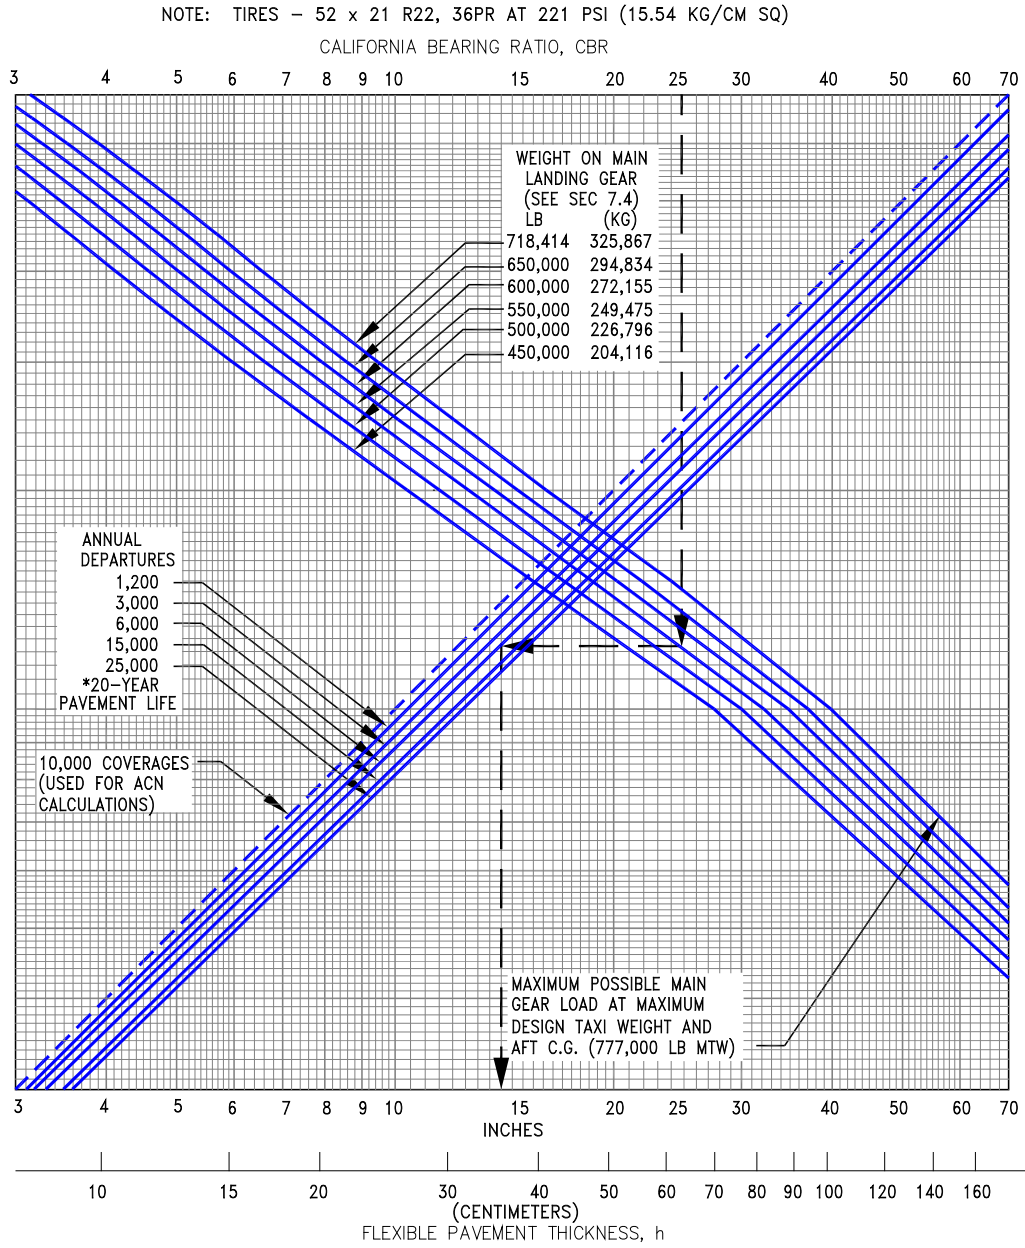 NOTE: TIRES – 52 x 21 R22, 36PR AT 221 PSI (15.54 KG/CM SQ)
CALIFORNIA BEARING RATIO, CBR
3 4 5 6 7 8 9 10 15 20 25 30 40 50 60 70
WEIGHT ON MAIN
LANDING GEAR
(SEE SEC 7.4)
LB (KG)
718,414 325,867
650,000 294,834
600,000 272,155
550,000 249,475
500,000 226,796
450,000 204,116
ANNUAL
DEPARTURES
1,200
3,000
6,000
15,000
25,000
*20–YEAR
PAVEMENT LIFE
10,000 COVERAGES
(USED FOR ACN
CALCULATIONS)
MAXIMUM POSSIBLE MAIN
GEAR LOAD AT MAXIMUM
DESIGN TAXI WEIGHT AND
AFT C.G. (777,000 LB MTW)
3 4 5 6 7 8 9 10 15 20 25 30 40 50 60 70
INCHES
10 15 20 30 40 50 60 70 80 90 100 120 140 160
(CENTIMETERS)
FLEXIBLE PAVEMENT THICKNESS, h